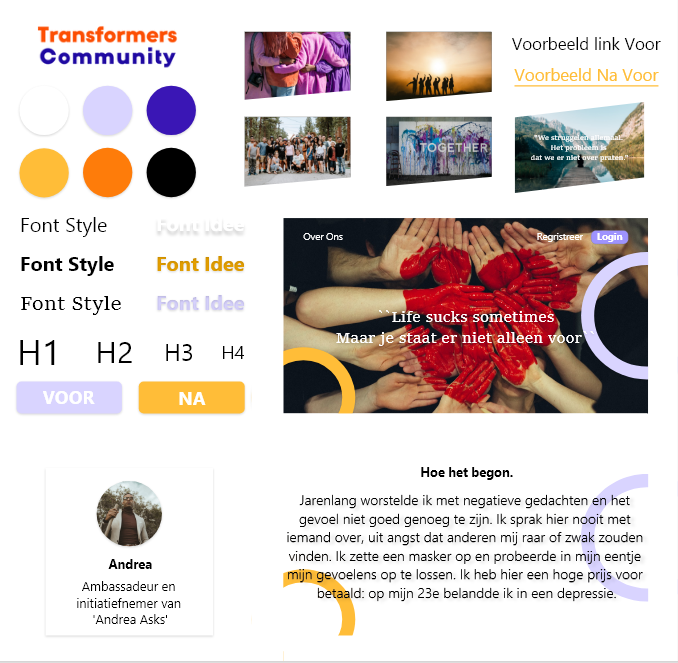 Transformers
Community
Voorbeeld link Voor
Voorbeeld Na Voor
TOGETHER
"We struggelen allemaal.
Het probleem is
dat we er niet over praten."
Font Style
Font Idee
Font Style
Font Idee
Font Style
Font Idee
H1 H2 H3 H4
VOOR
NA
Over Ons
Registreer
Login
``Life sucks sometimes
Maar je staat er niet alleen voor``
Andrea
Ambassadeur en
initiatiefnemer van
'Andrea Asks'
Hoe het begon.
Jarenlang worstelde ik met negatieve gedachten en het
gevoel niet goed genoeg te zijn. Ik sprak hier nooit met
iemand over, uit angst dat anderen mij raar of zwak zouden
vinden. Ik zette een masker op en probeerde in mijn eentje
mijn gevoelens op te lossen. Ik heb hier een hoge prijs voor
betaald: op mijn 23e belandde ik in een depressie.